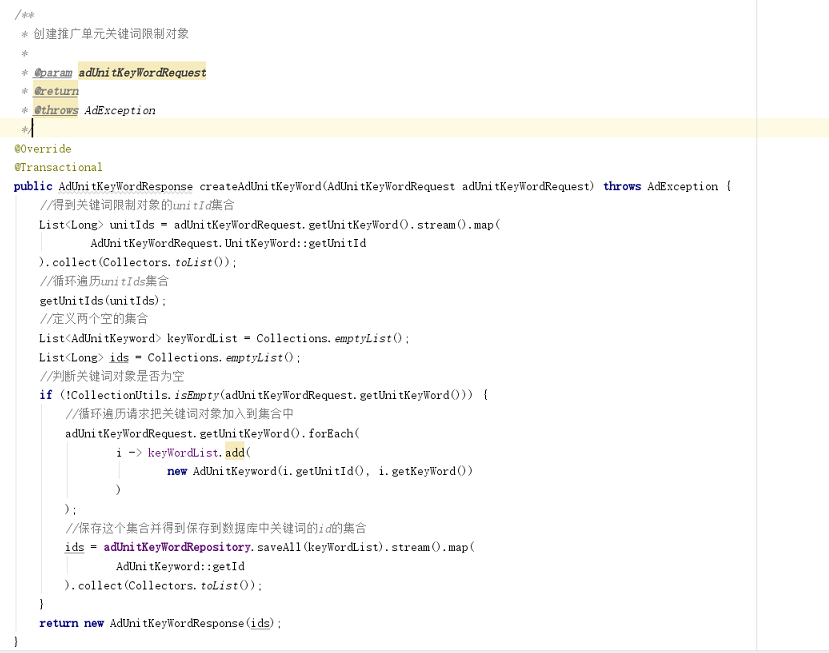 /**
* 创建推广单元关键词限制对象
*
* @param adUnitKeyWordRequest
* @return
* @throws AdException
*/
@Override
@Transactional
public AdUnitKeyWordResponse createAdUnitKeyWord(AdUnitKeyWordRequest adUnitKeyWordRequest) throws AdException {
//得到关键词限制对象的unitId集合
List<Long> unitIds = adUnitKeyWordRequest.getUnitKeyWord().stream().map(
AdUnitKeyWordRequest.UnitKeyWord::getUnitId
).collect(Collectors.toList());
//循环遍历unitIds集合
getUnitIds(unitIds);
//定义两个空的集合
List<AdUnitKeyword> keyWordList = Collections.emptyList();
List<Long> ids = Collections.emptyList();
//判断关键词对象是否为空
if (!CollectionUtils.isEmpty(adUnitKeyWordRequest.getUnitKeyWord())) {
//循环遍历请求把关键词对象加入到集合中
adUnitKeyWordRequest.getUnitKeyWord().forEach(
i -> keyWordList.add(
new AdUnitKeyword(i.getUnitId(), i.getKeyWord())
)
);
//保存这个集合并得到保存到数据库中关键词的id的集合
ids = adUnitKeyWordRepository.saveAll(keyWordList).stream().map(
AdUnitKeyword::getId
).collect(Collectors.toList());
}
return new AdUnitKeyWordResponse(ids);
}